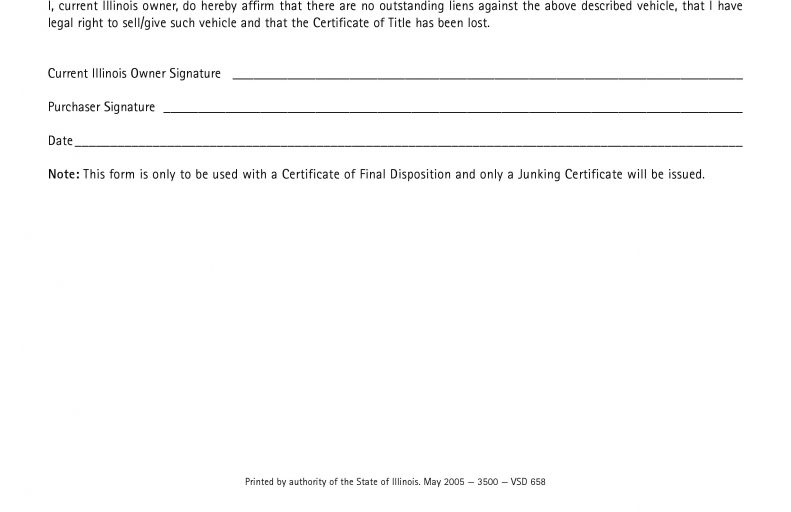 I, current Illinois owner, do hereby affirm that there are no outstanding liens against the above described vehicle, that I have
legal right to sell/give such vehicle and that the Certificate of Title has been lost.
Current Illinois Owner Signature
Purchaser Signature
Date
Note: This form is only to be used with a Certificate of Final Disposition and only a Junking Certificate will be issued.
Printed by authority of the State of Illinois. May 2005 – 3500 – VSD 658